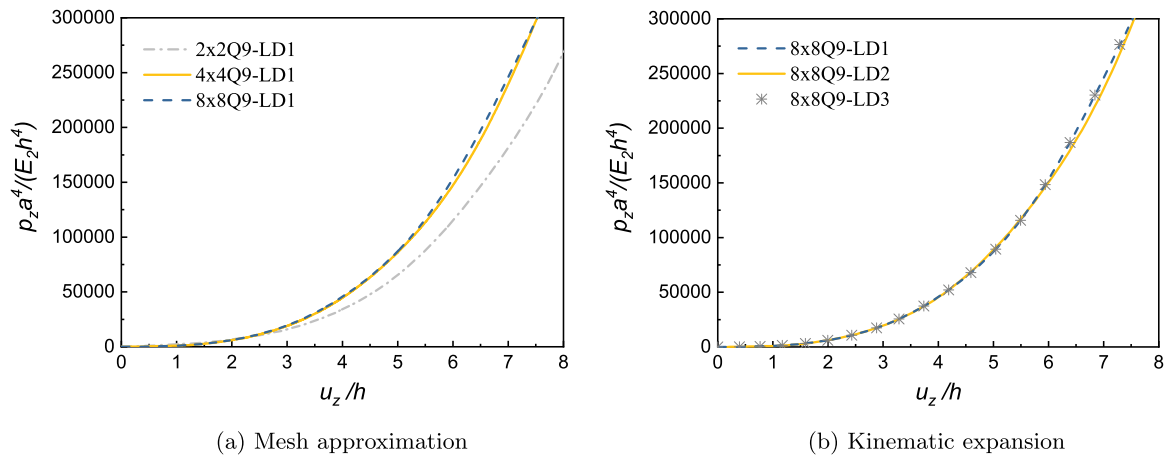 300000
250000
200000
150000
100000
50000
0
p_z a^4/(E_2h^4)
2x2Q9-LD1
4x4Q9-LD1
8x8Q9-LD1
0 1 2 3 4 5 6 7 8
u_z /h
(a) Mesh approximation
300000
250000
200000
150000
100000
50000
0
p_z a^4/(E_2h^4)
8x8Q9-LD1
8x8Q9-LD2
8x8Q9-LD3
0 1 2 3 4 5 6 7 8
u_z /h
(b) Kinematic expansion